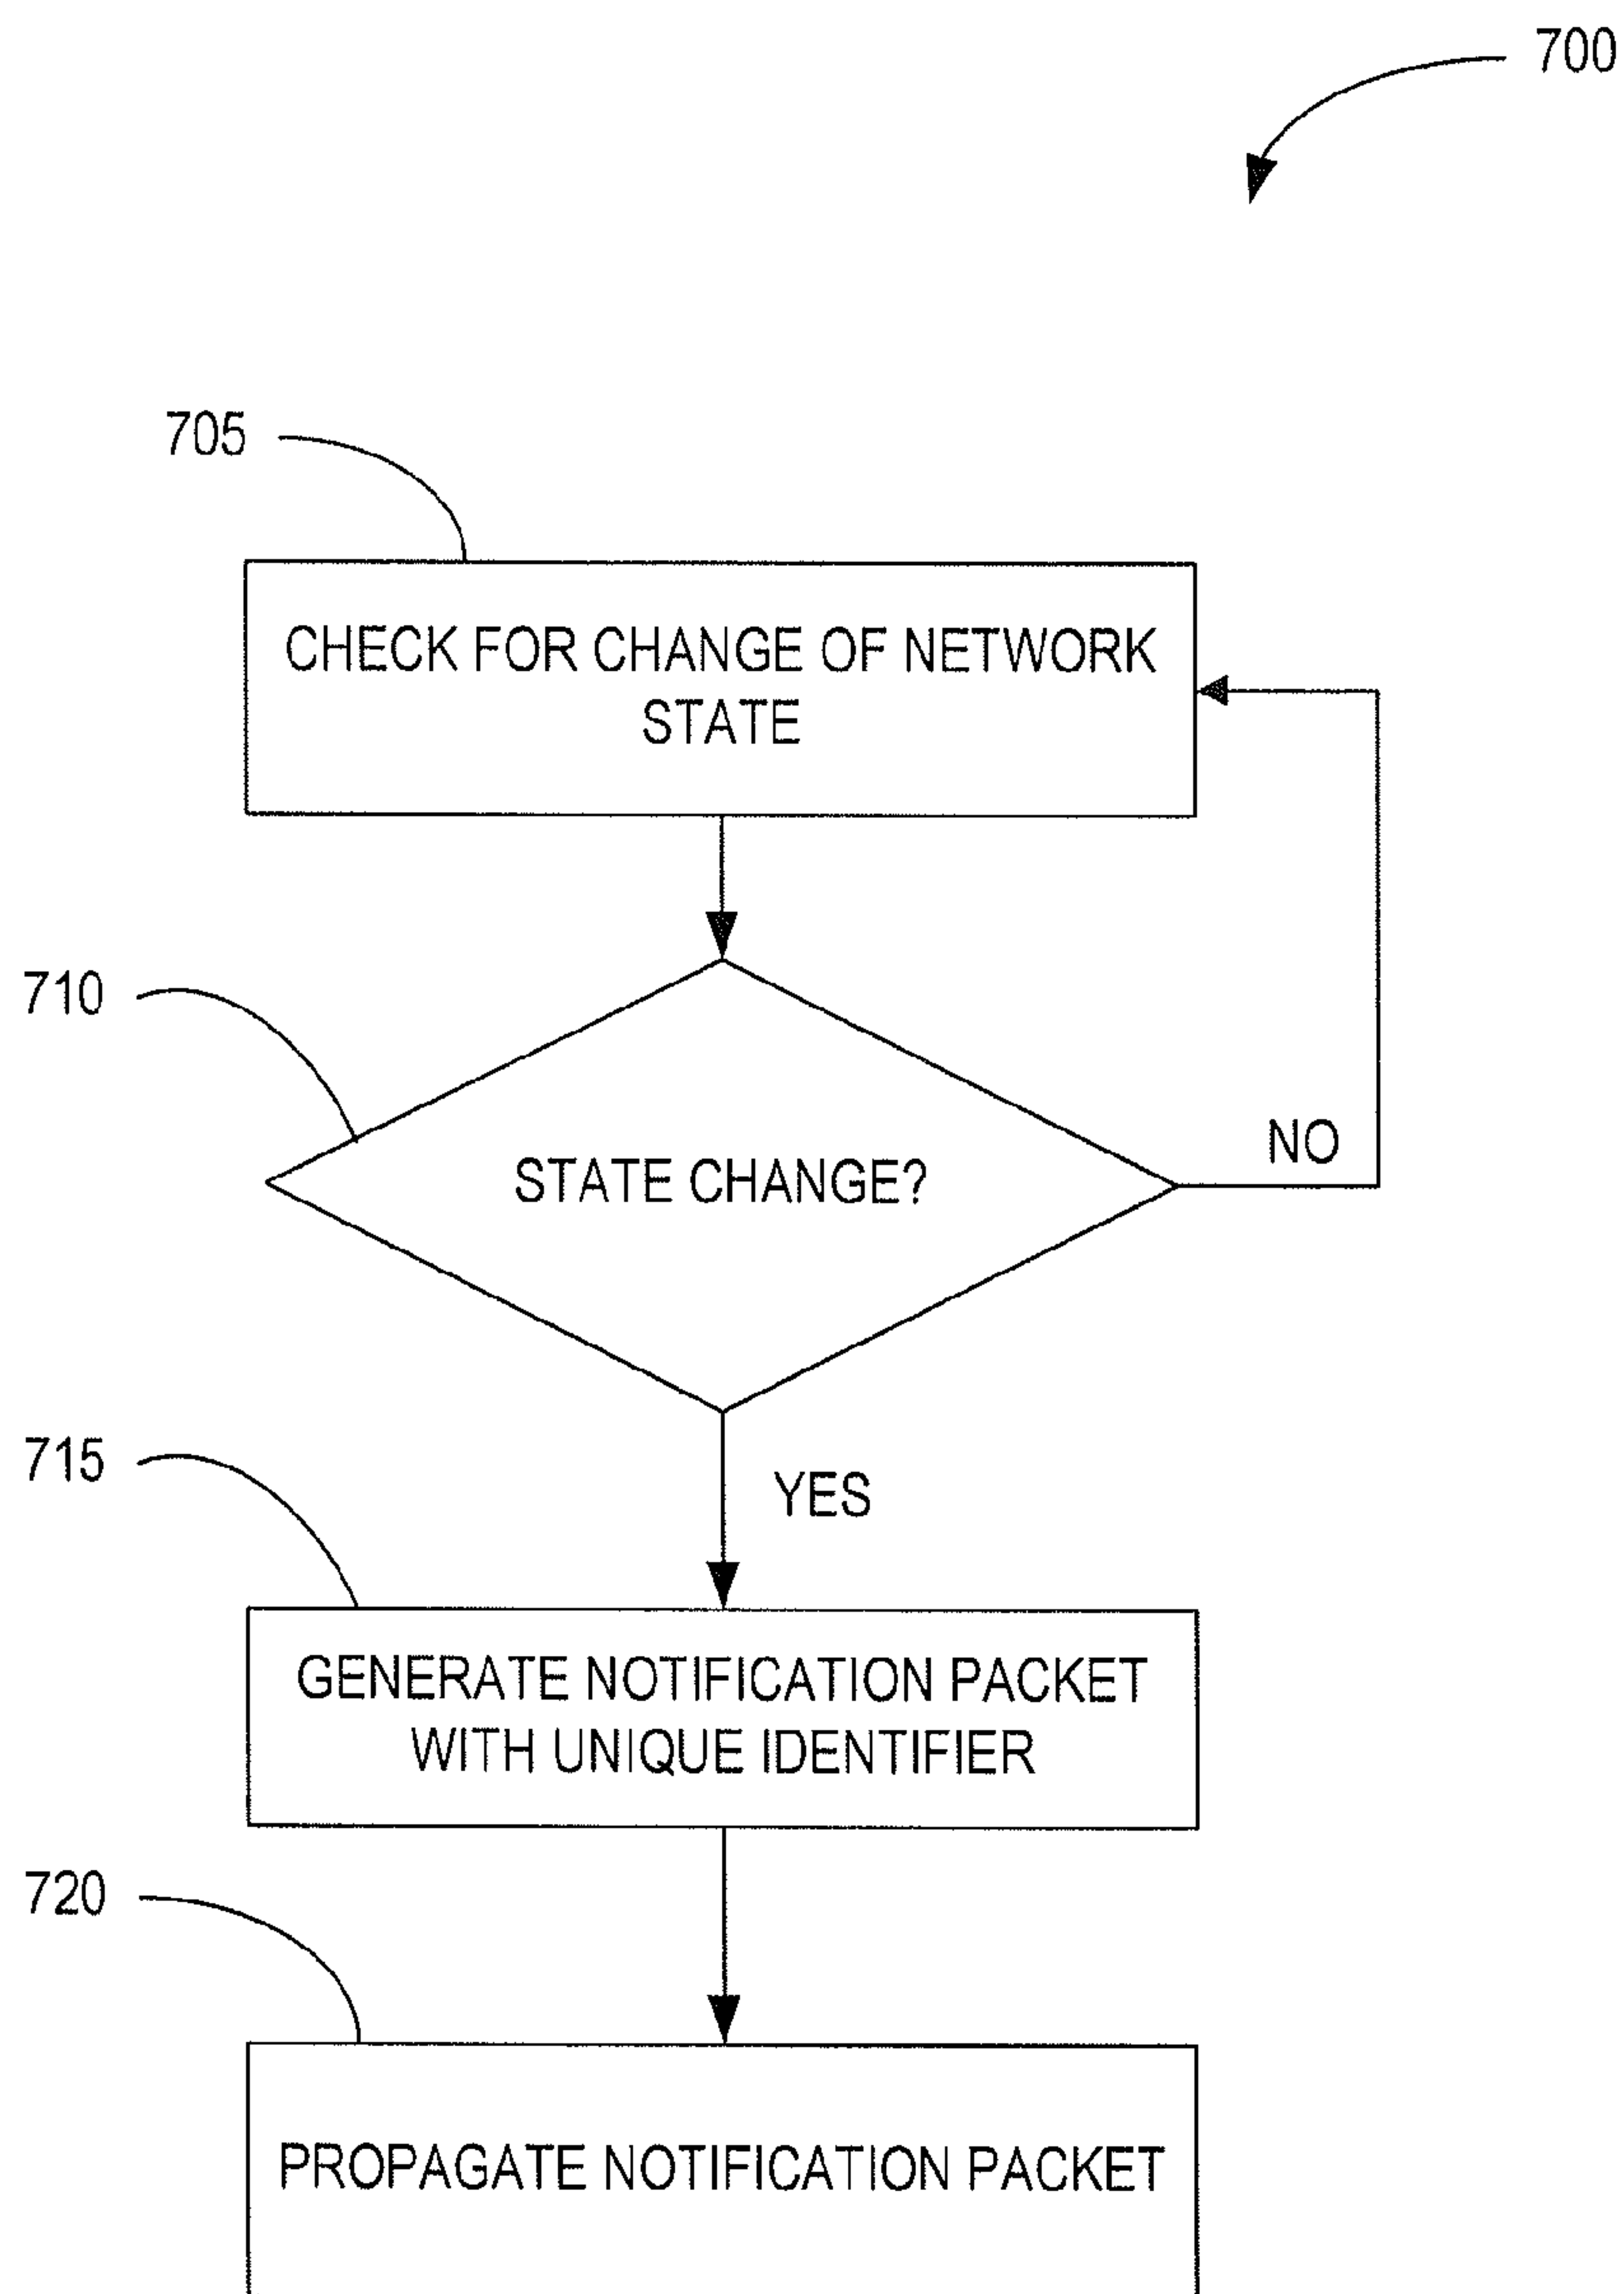 700
705
CHECK FOR CHANGE OF NETWORK
STATE
710
STATE CHANGE?
NO
715
YES
GENERATE NOTIFICATION PACKET
WITH UNIQUE IDENTIFIER
720
PROPAGATE NOTIFICATION PACKET